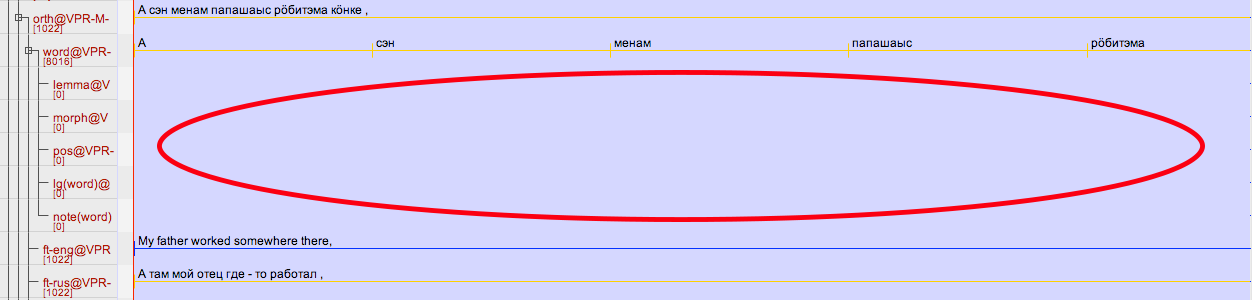 orth@VPR-M-
[1022]
А сэн менам папашаыс рӧбитэма кӧнке ,
word@VPR-
[8016]
А сэн менам папашаыс рӧбитэма
lemma@V
[0]
morph@V
[0]
pos@VPR-
[0]
lg(word)@
[0]
note(word)
[0]
ft-eng@VPR
[1022]
My father worked somewhere there,
ft-rus@VPR-
[1022]
А там мой отец где - то работал ,